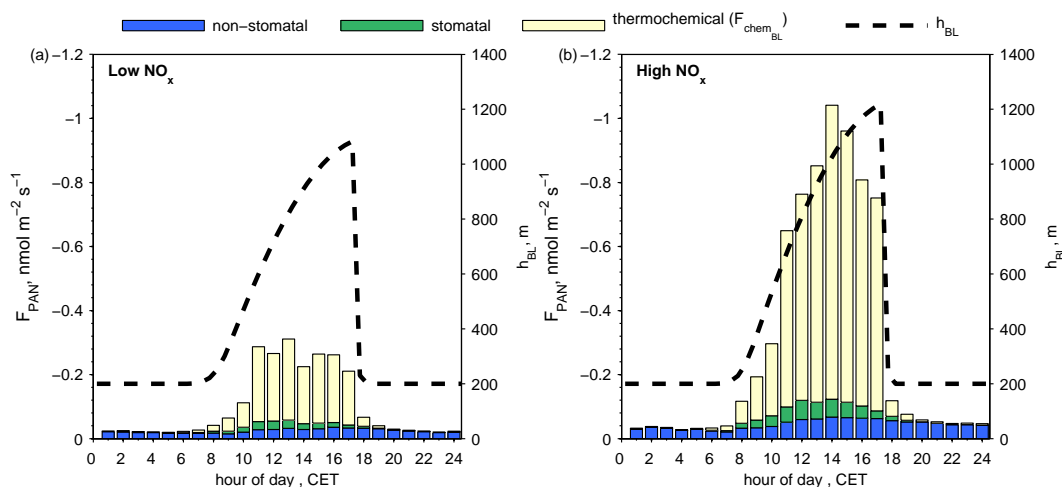 non-stomatal stomatal thermochemical (F_chem_BL) h_BL
(a) Low NO_x
−1.2
−1
−0.8
−0.6
−0.4
−0.2
0
F_PAN, nmol m⁻² s⁻¹
1400
1200
1000
800
600
400
200
0
h_BL, m
0 2 4 6 8 10 12 14 16 18 20 22 24
hour of day , CET
(b) High NO_x
−1.2
−1
−0.8
−0.6
−0.4
−0.2
0
F_PAN, nmol m⁻² s⁻¹
1400
1200
1000
800
600
400
200
0
h_BL, m
0 2 4 6 8 10 12 14 16 18 20 22 24
hour of day , CET